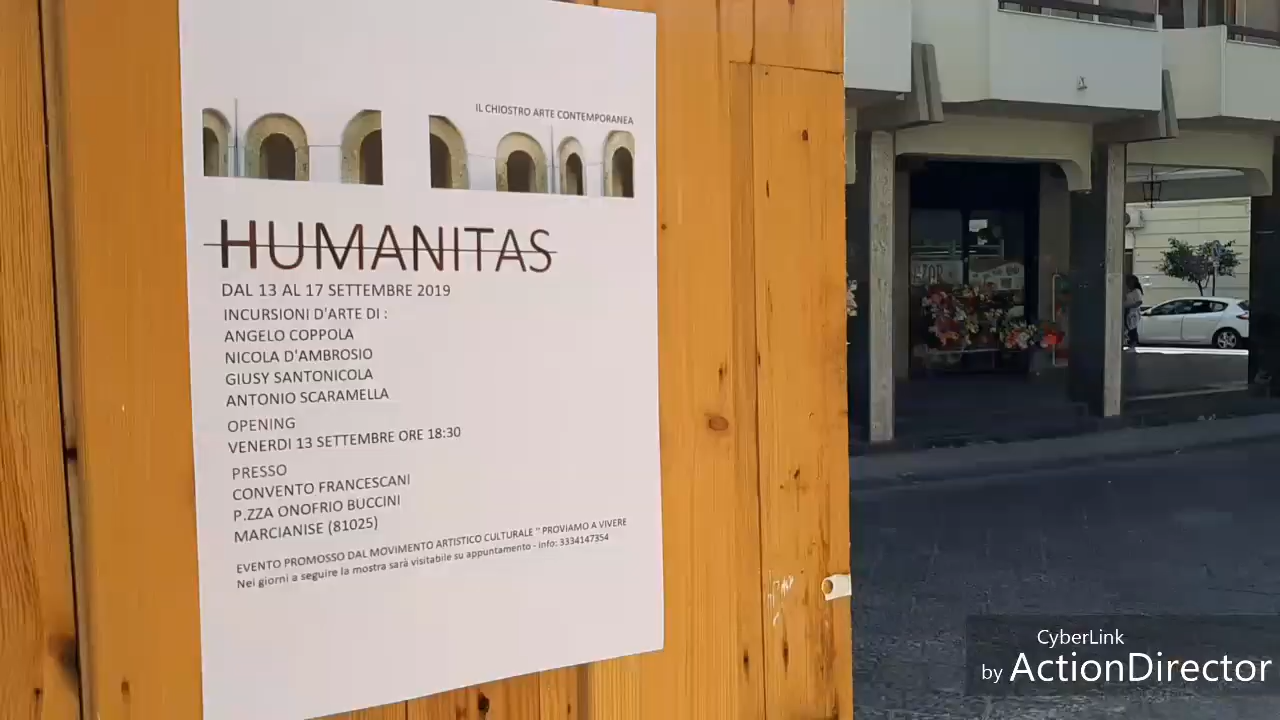 IL CHIOSTRO ARTE CONTEMPORANEA
HUMANITAS
DAL 13 AL 17 SETTEMBRE 2019
INCURSIONI D'ARTE DI :
ANGELO COPPOLA
NICOLA D'AMBROSIO
GIUSY SANTONICOLA
ANTONIO SCARAMELLA
OPENING
VENERDI 13 SETTEMBRE ORE 18:30
PRESSO
CONVENTO FRANCESCANI
P.ZZA ONOFRIO BUCCINI
MARCIANISE (81025)
EVENTO PROMOSSO DAL MOVIMENTO ARTISTICO CULTURALE " PROVIAMO A VIVERE
Nei giorni a seguire la mostra sarà visitabile su appuntamento - info: 3334147354
CyberLink
by ActionDirector